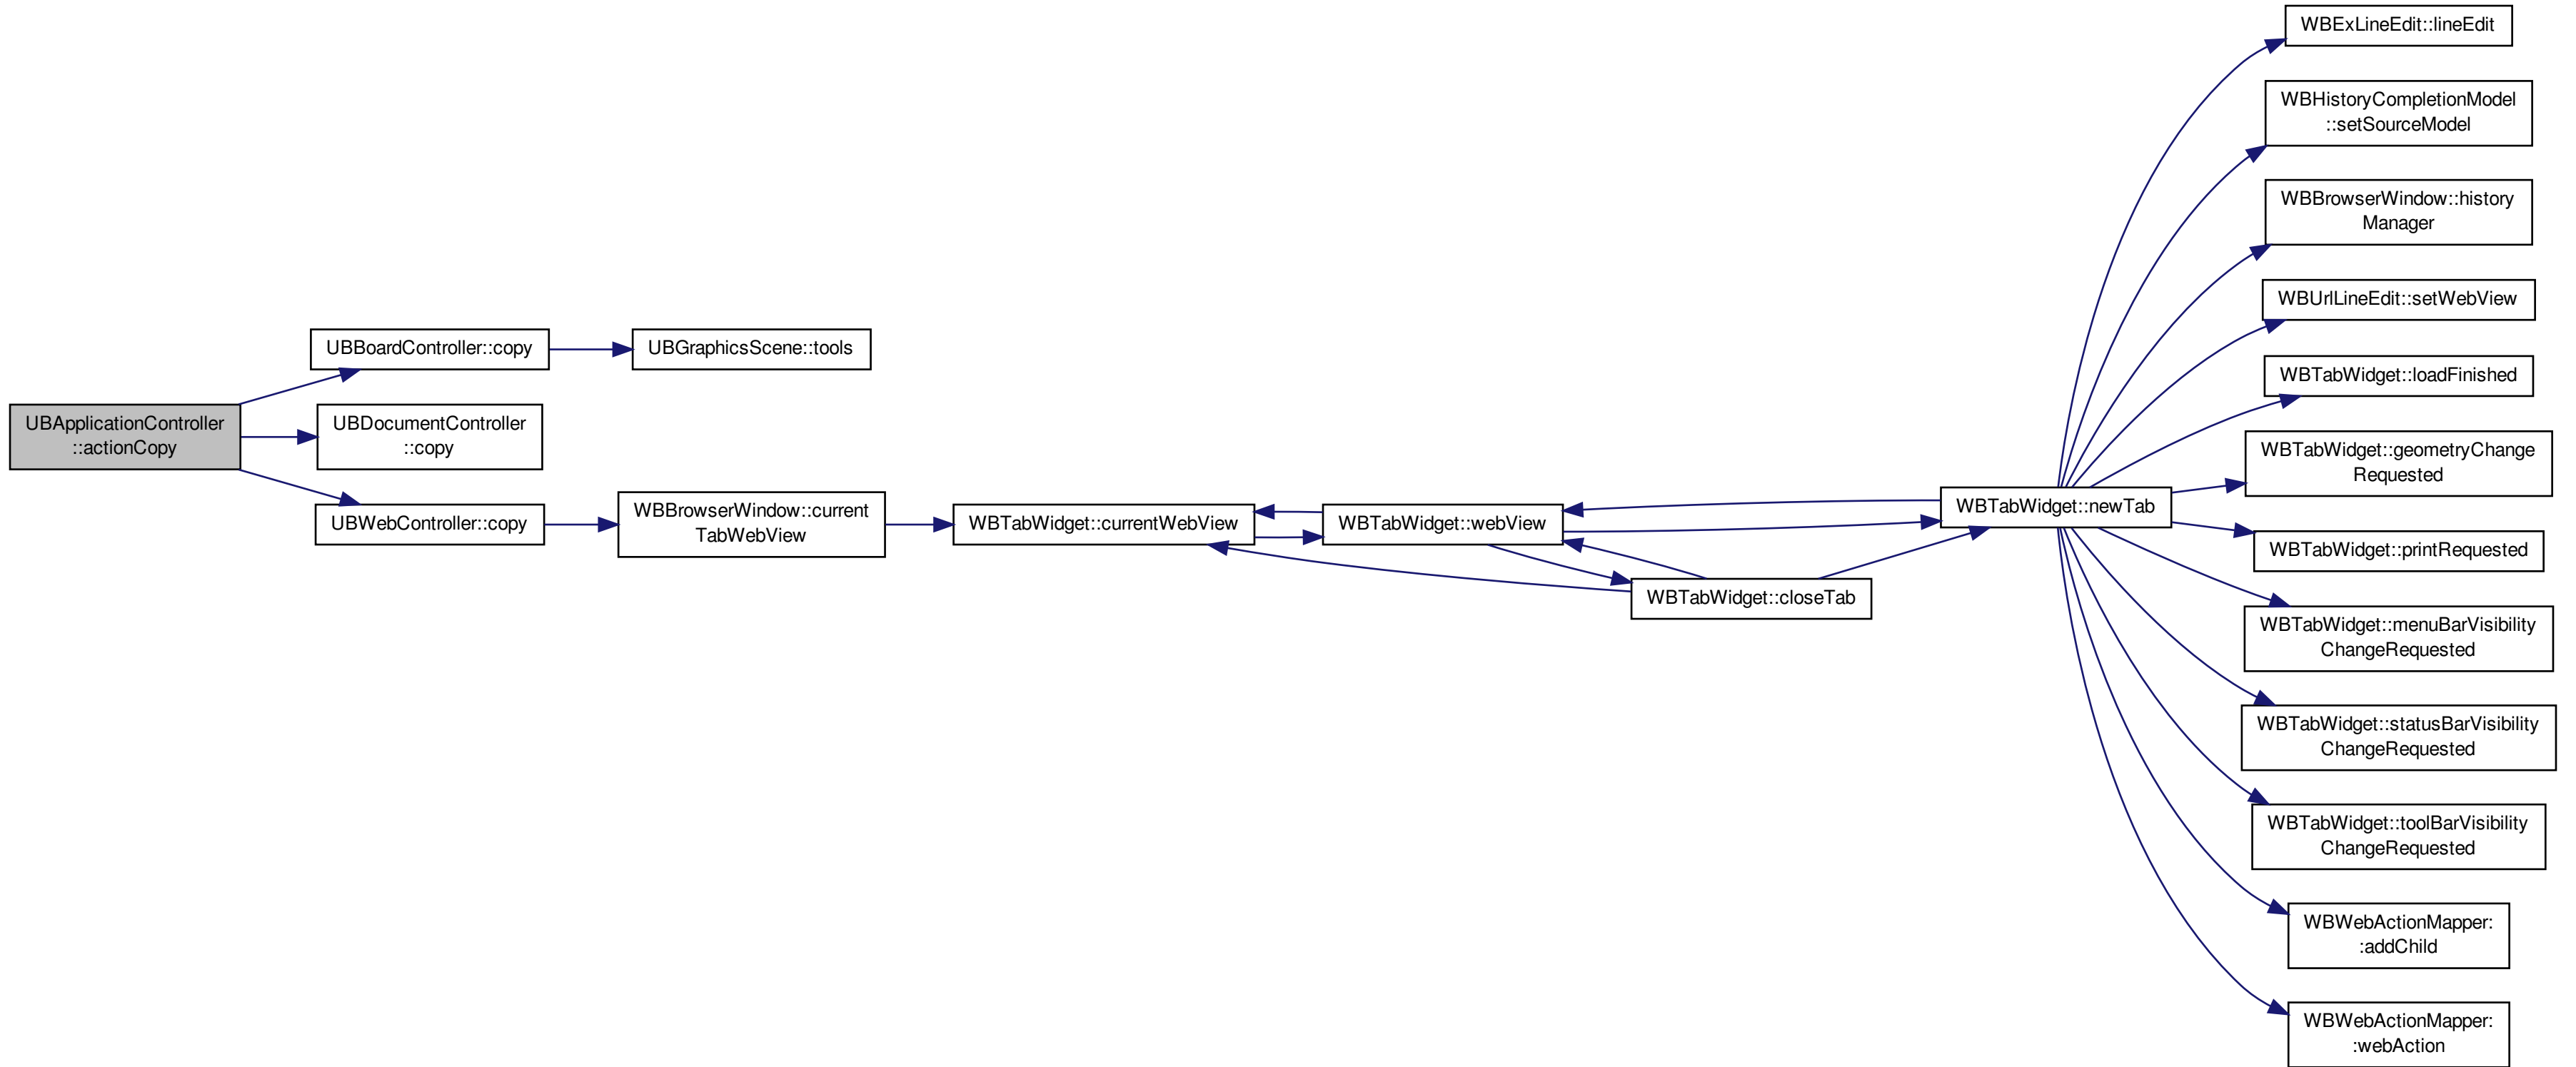 UBApplicationController
::actionCopy
UBBoardController::copy
UBDocumentController
::copy
UBWebController::copy
UBGraphicsScene::tools
WBBrowserWindow::current
TabWebView
WBTabWidget::currentWebView
WBTabWidget::webView
WBTabWidget::closeTab
WBTabWidget::newTab
WBExLineEdit::lineEdit
WBHistoryCompletionModel
::setSourceModel
WBBrowserWindow::history
Manager
WBUrlLineEdit::setWebView
WBTabWidget::loadFinished
WBTabWidget::geometryChange
Requested
WBTabWidget::printRequested
WBTabWidget::menuBarVisibility
ChangeRequested
WBTabWidget::statusBarVisibility
ChangeRequested
WBTabWidget::toolBarVisibility
ChangeRequested
WBWebActionMapper:
:addChild
WBWebActionMapper:
:webAction